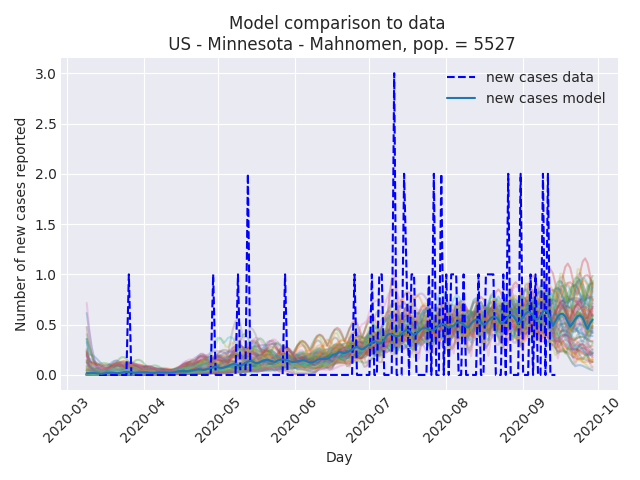 Model comparison to data
US - Minnesota - Mahnomen, pop. = 5527
new cases data
new cases model
Number of new cases reported
3.0
2.5
2.0
1.5
1.0
0.5
0.0
2020-03
2020-04
2020-05
2020-06
2020-07
2020-08
2020-09
2020-10
Day